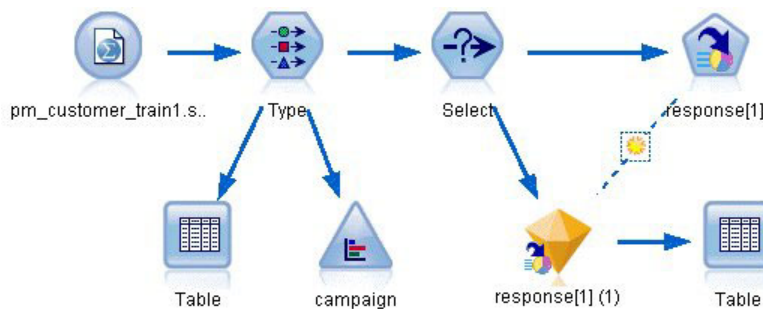 pm_customer_train1.s..
Type
Select
response[1]
Table
campaign
response[1] (1)
Table